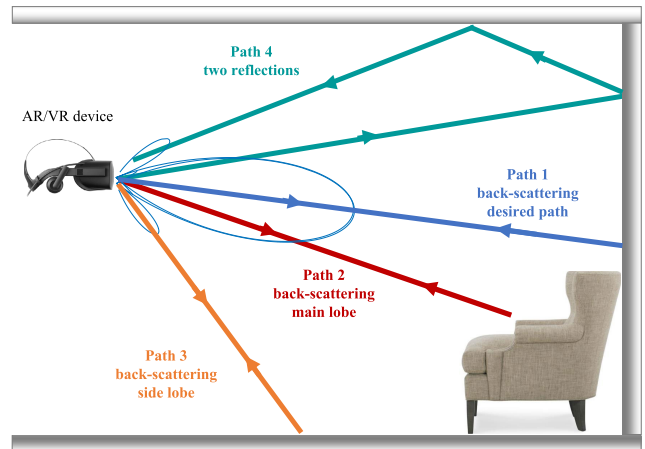 Path 4
two reflections
AR/VR device
Path 1
back-scattering
desired path
Path 2
back-scattering
main lobe
Path 3
back-scattering
side lobe